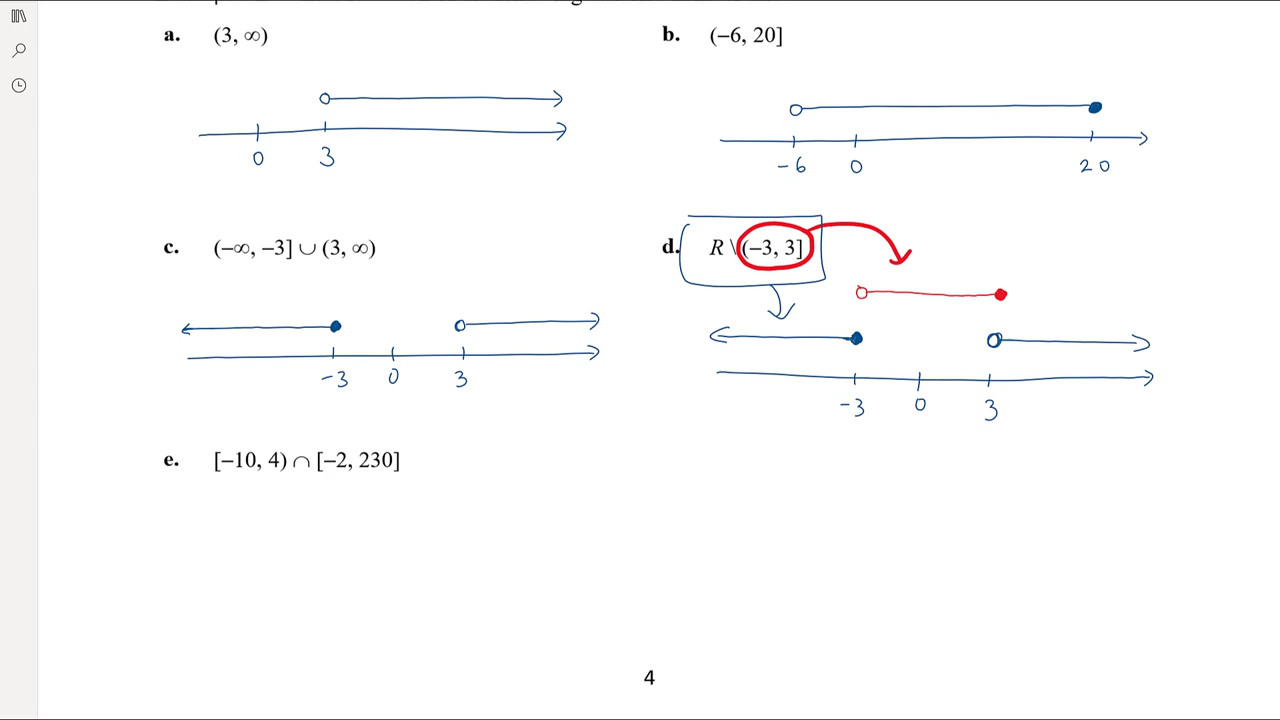 a. (3, ∞)
b. (−6, 20]
0 3
−6 0 20
c. (−∞, −3] ∪ (3, ∞)
d. R \ (−3, 3]
−3 0 3
−3 0 3
e. [−10, 4) ∩ [−2, 230]
4